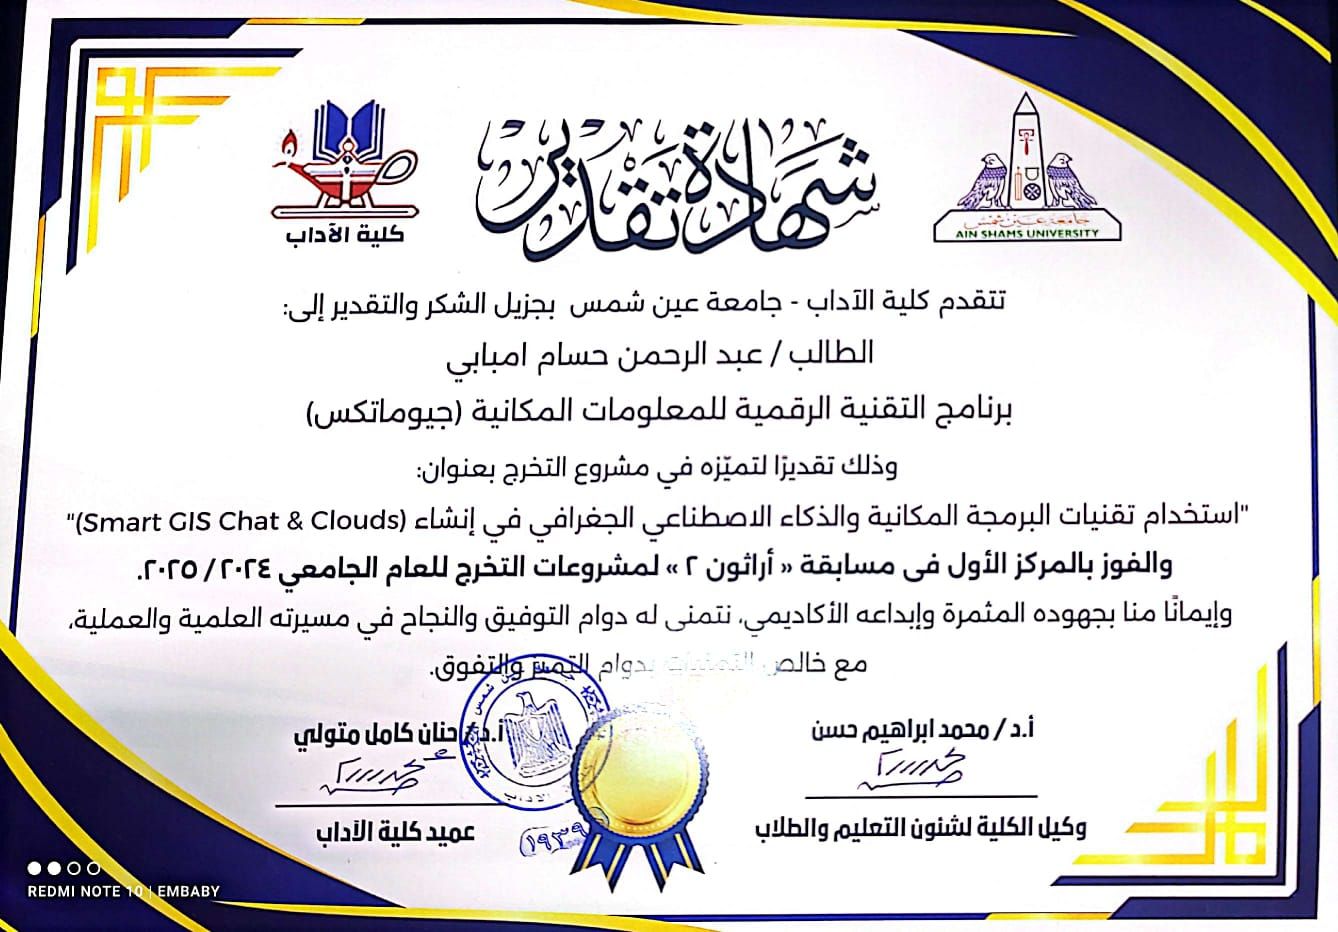 شهادة تقدير
كلية الآداب
جامعة عين شمس
AIN SHAMS UNIVERSITY
تتقدم كلية الآداب - جامعة عين شمس بجزيل الشكر والتقدير إلى:
الطالب / عبد الرحمن حسام امبابي
برنامج التقنية الرقمية للمعلومات المكانية (جيوماتكس)
وذلك تقديرًا لتميّزه في مشروع التخرج بعنوان:
"استخدام تقنيات البرمجة المكانية والذكاء الاصطناعي الجغرافي في إنشاء (Smart GIS Chat & Clouds)"
والفوز بالمركز الأول فى مسابقة « أراثون ٢ » لمشروعات التخرج للعام الجامعي ٢٠٢٤ / ٢٠٢٥.
وإيمانًا منا بجهوده المثمرة وإبداعه الأكاديمي، نتمنى له دوام التوفيق والنجاح في مسيرته العلمية والعملية،
مع خالص التمنيات بدوام التميز والتفوق.
أ.د / محمد ابراهيم حسن
أ.د / حنان كامل متولي
وكيل الكلية لشئون التعليم والطلاب
عميد كلية الآداب
١٩٣٩
REDMI NOTE 10 | EMBABY